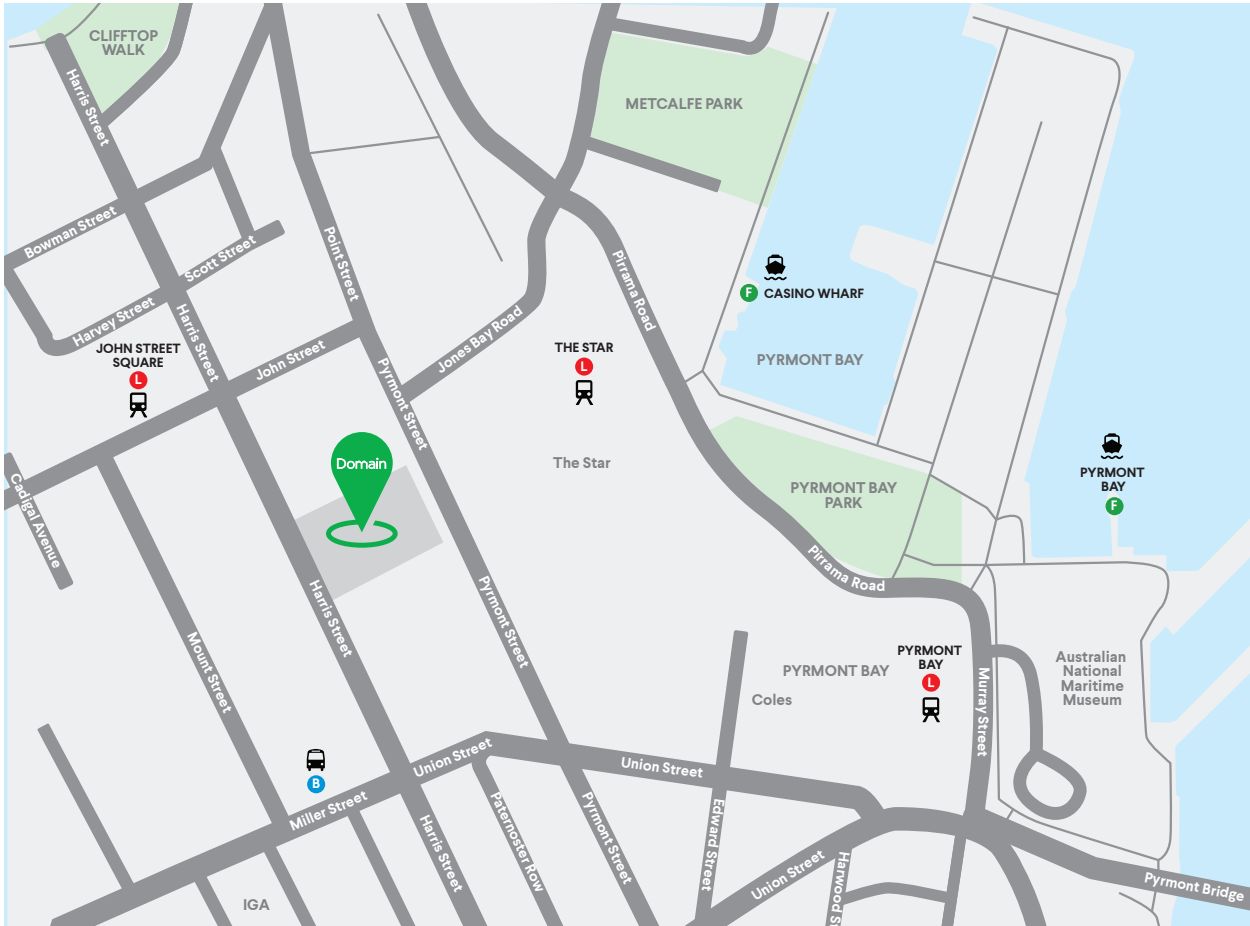 CLIFFTOP
WALK
Harris Street
METCALFE PARK
Bowman Street
Scott Street
Point Street
Harvey Street
Harris Street
Pirrama Road
F CASINO WHARF
JOHN STREET
SQUARE
L
John Street
Jones Bay Road
THE STAR
L
PYRMONT BAY
Pyrmont Street
Cadigal Avenue
Domain
The Star
PYRMONT BAY
PARK
PYRMONT
BAY
F
Pirrama Road
Harris Street
Pyrmont Street
Mount Street
PYRMONT BAY
Coles
PYRMONT
BAY
L
Murray Street
Australian
National
Maritime
Museum
B
Miller Street
Union Street
Union Street
Paternoster Row
Pyrmont Street
Harris Street
Edward Street
Union Street
Harwood St
Pyrmont Bridge
IGA